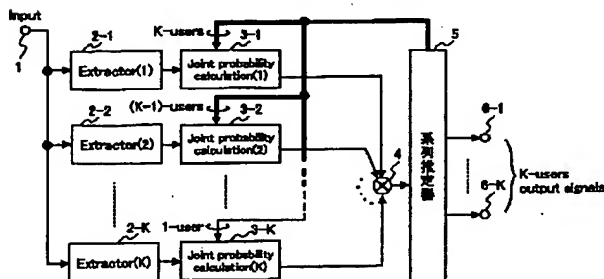 Input
1
2-1
Extractor(1)
K-users
3-1
Joint probability
calculation(1)
5
2-2
Extractor(2)
(K-1)-users
3-2
Joint probability
calculation(2)
4
6-1
K-users
output signals
6-K
2-K
Extractor(K)
1-user
3-K
Joint probability
calculation(K)